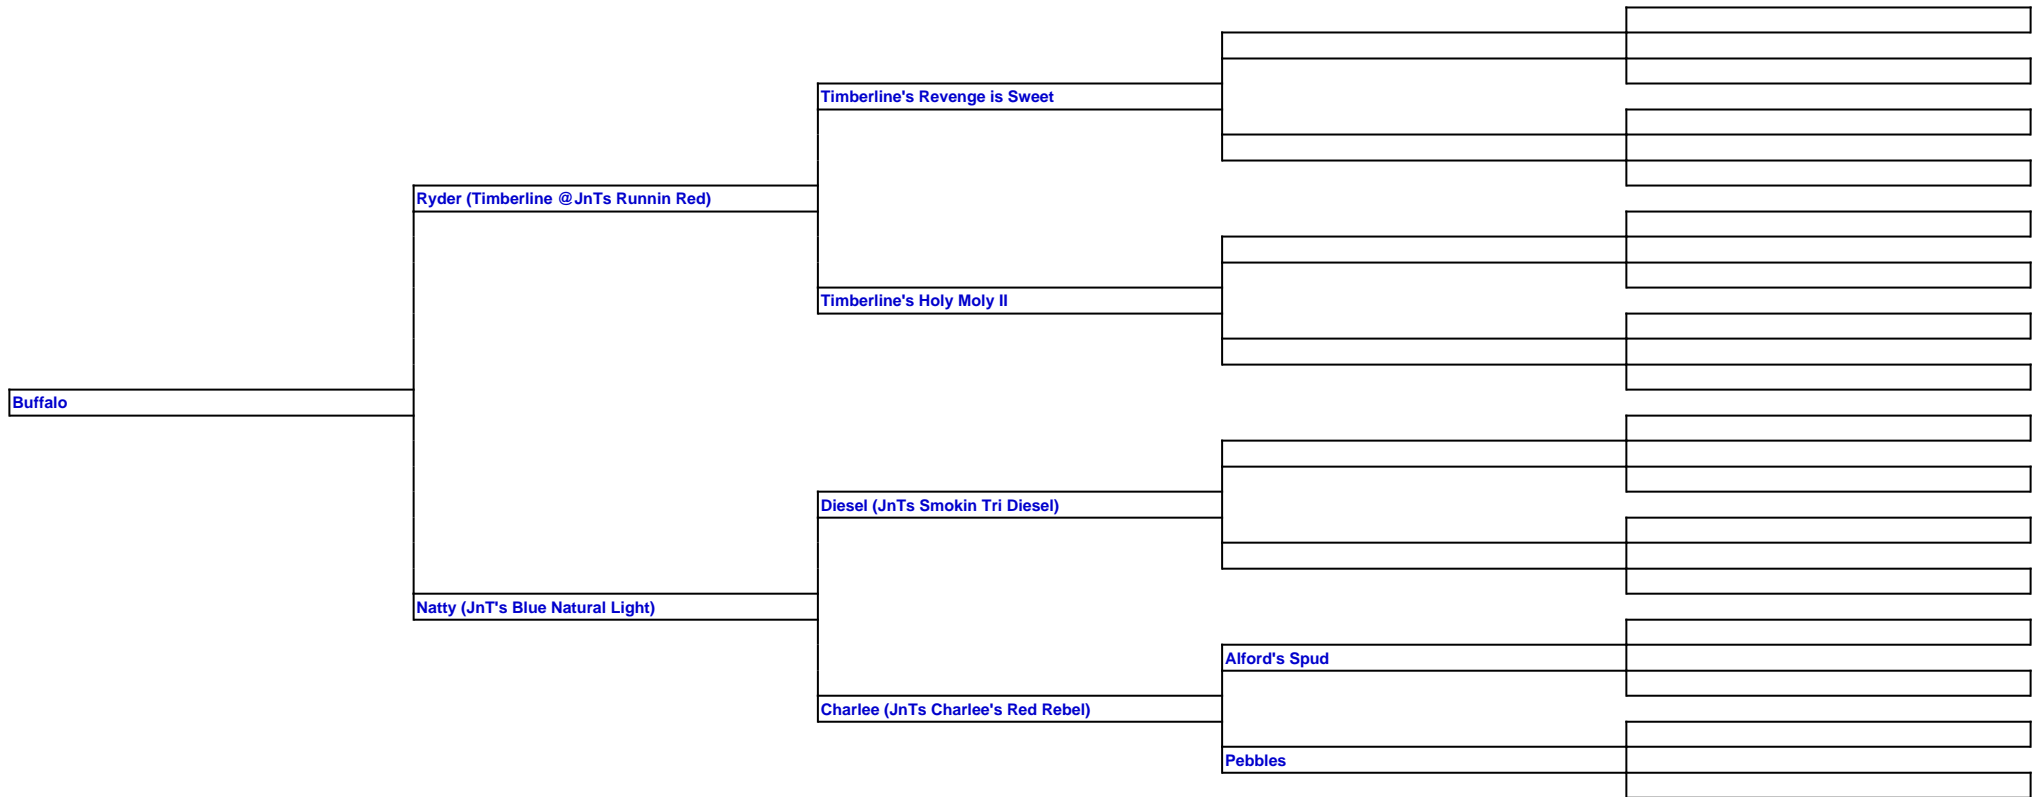 Timberline's Revenge is Sweet
Ryder (Timberline @JnTs Runnin Red)
Timberline's Holy Moly II
Buffalo
Diesel (JnTs Smokin Tri Diesel)
Natty (JnT's Blue Natural Light)
Alford's Spud
Charlee (JnTs Charlee's Red Rebel)
Pebbles